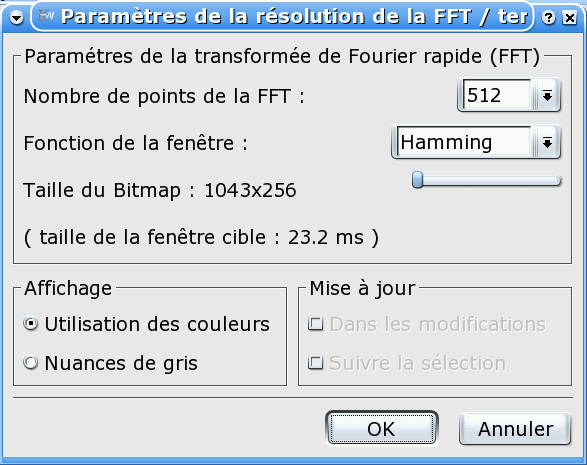 Paramètres de la résolution de la FFT / ter
Paramétres de la transformée de Fourier rapide (FFT)
Nombre de points de la FFT : 512
Fonction de la fenêtre : Hamming
Taille du Bitmap : 1043x256
( taille de la fenêtre cible : 23.2 ms )
Affichage
Utilisation des couleurs
Nuances de gris
Mise à jour
Dans les modifications
Suivre la sélection
OK Annuler